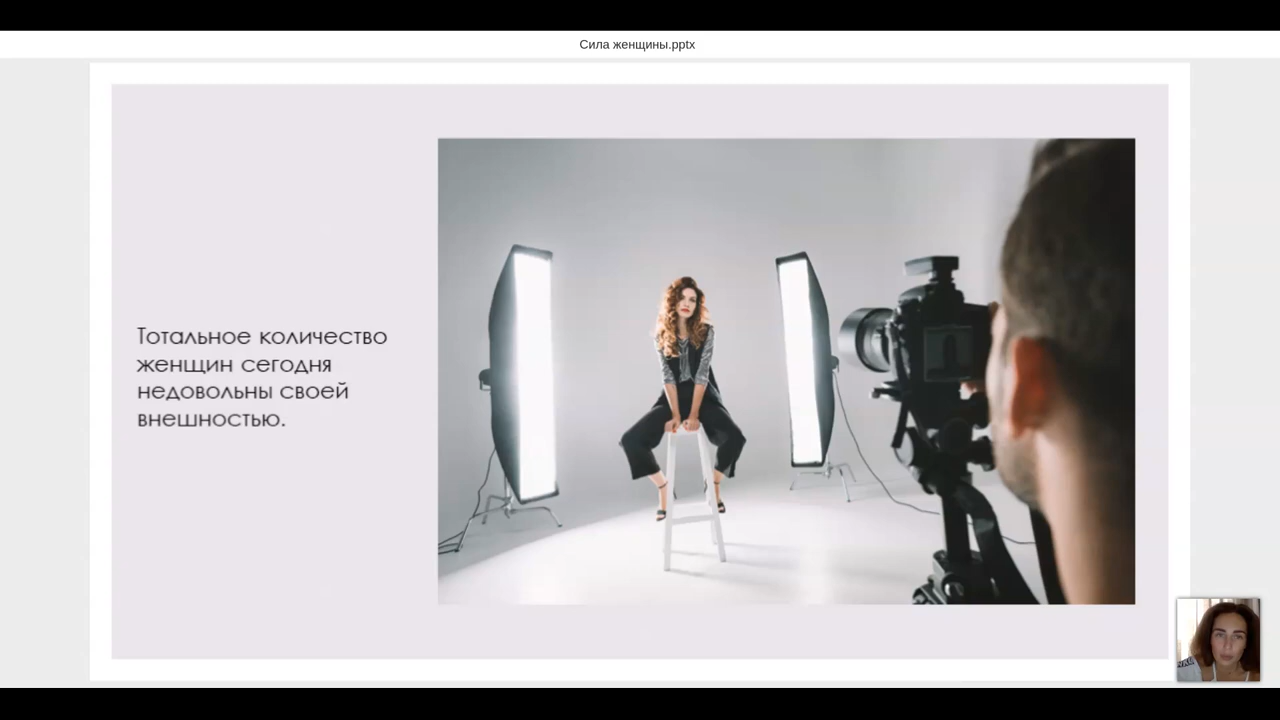 Сила женщины.pptx
Тотальное количество
женщин сегодня
недовольны своей
внешностью.